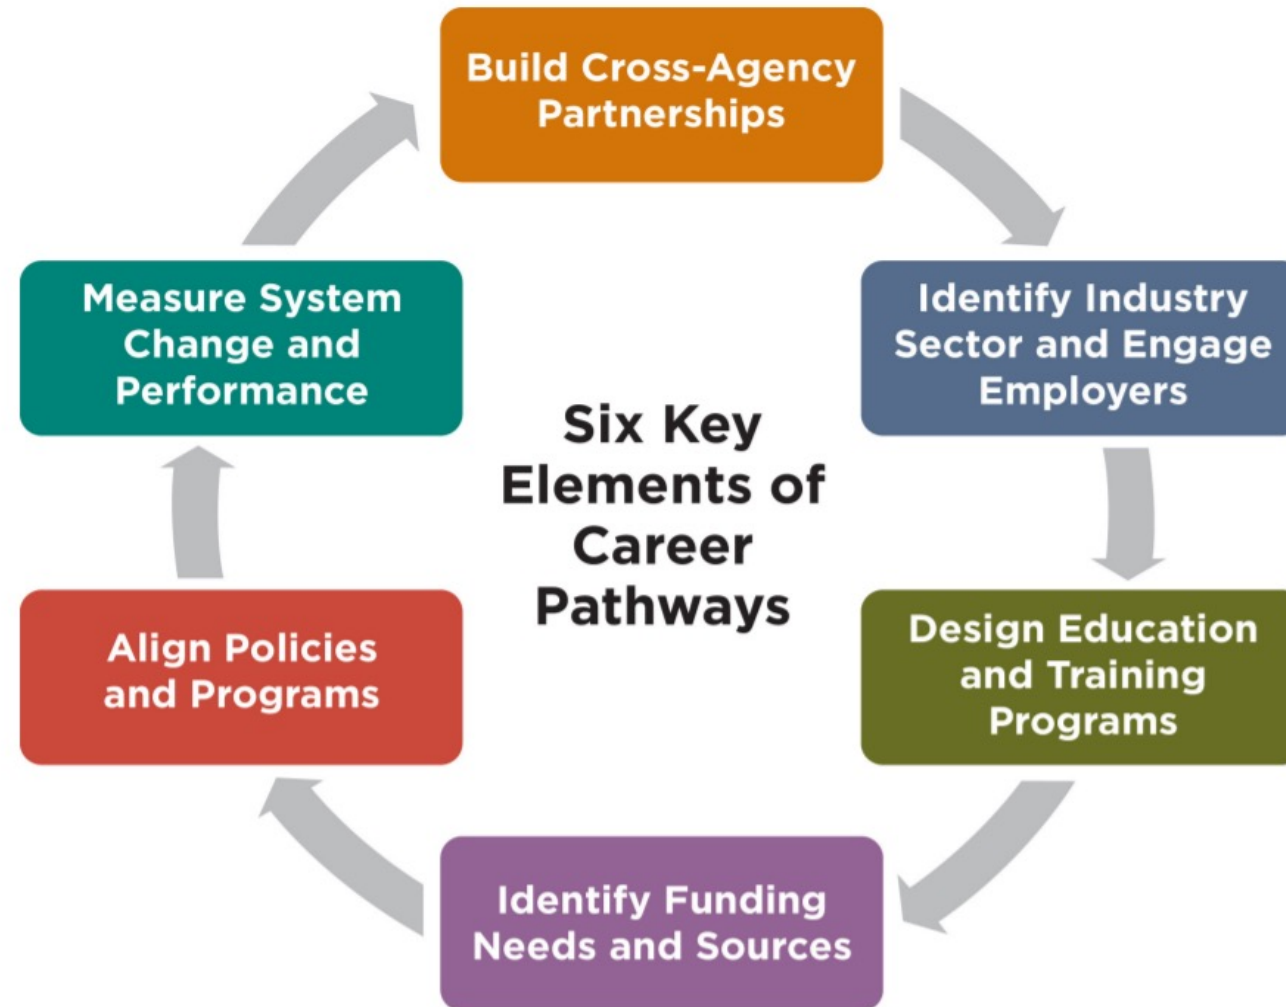 Build Cross-Agency
Partnerships
Identify Industry
Sector and Engage
Employers
Design Education
and Training
Programs
Identify Funding
Needs and Sources
Align Policies
and Programs
Measure System
Change and
Performance
Six Key
Elements of
Career
Pathways